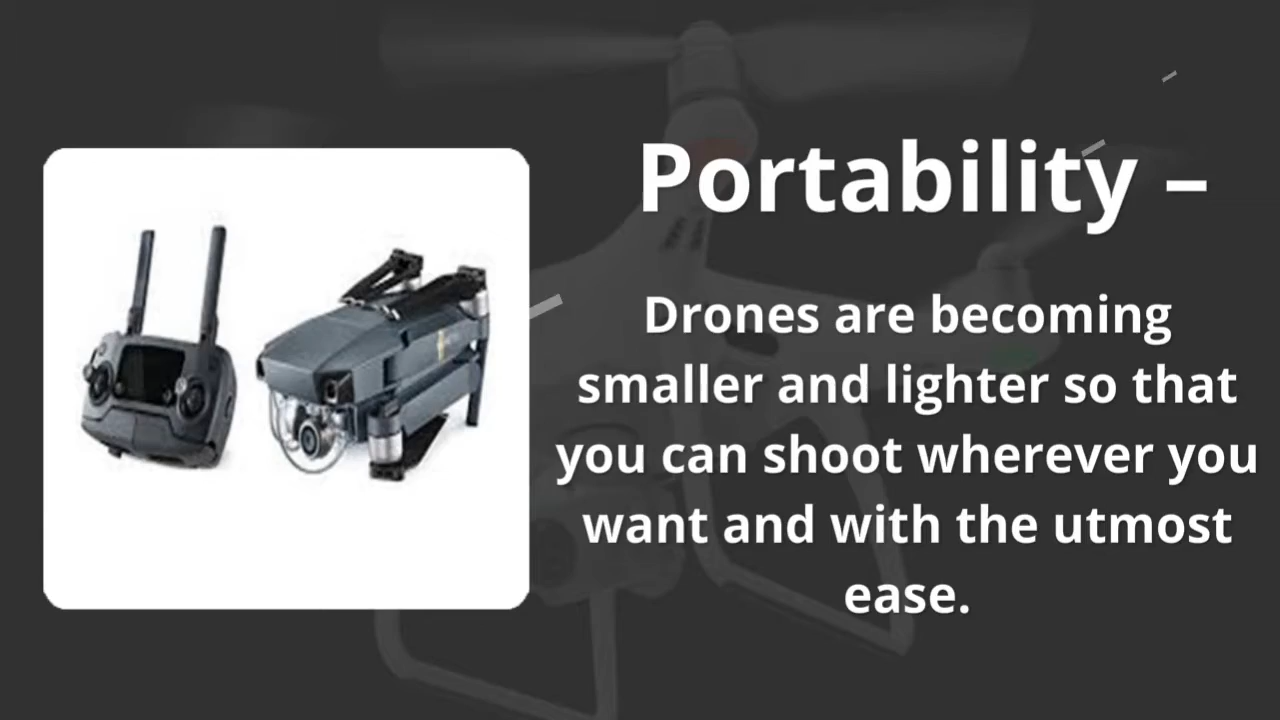 Portability –
Drones are becoming
smaller and lighter so that
you can shoot wherever you
want and with the utmost
ease.